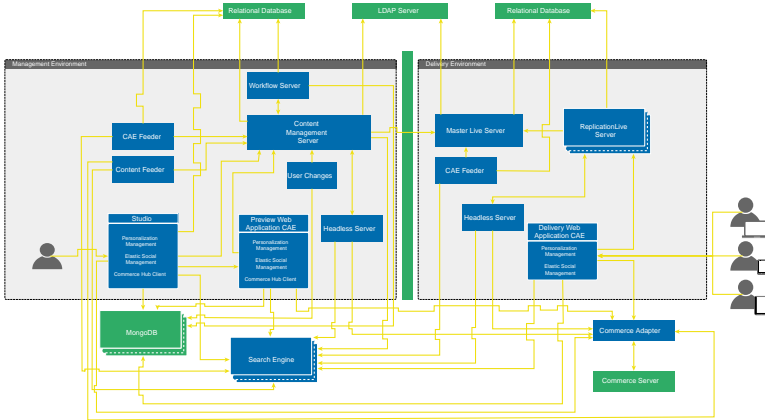 Relational Database
LDAP Server
Relational Database
Management Environment
Delivery Environment
Workflow Server
CAE Feeder
Content
Management
Server
Master Live Server
ReplicationLive
Server
Content Feeder
User Changes
CAE Feeder
Studio
Personalization
Management
Elastic Social
Management
Commerce Hub Client
Preview Web
Application CAE
Personalization
Management
Elastic Social
Management
Commerce Hub Client
Headless Server
Headless Server
Delivery Web
Application CAE
Personalization
Management
Elastic Social
Management
MongoDB
Search Engine
Commerce Adapter
Commerce Server